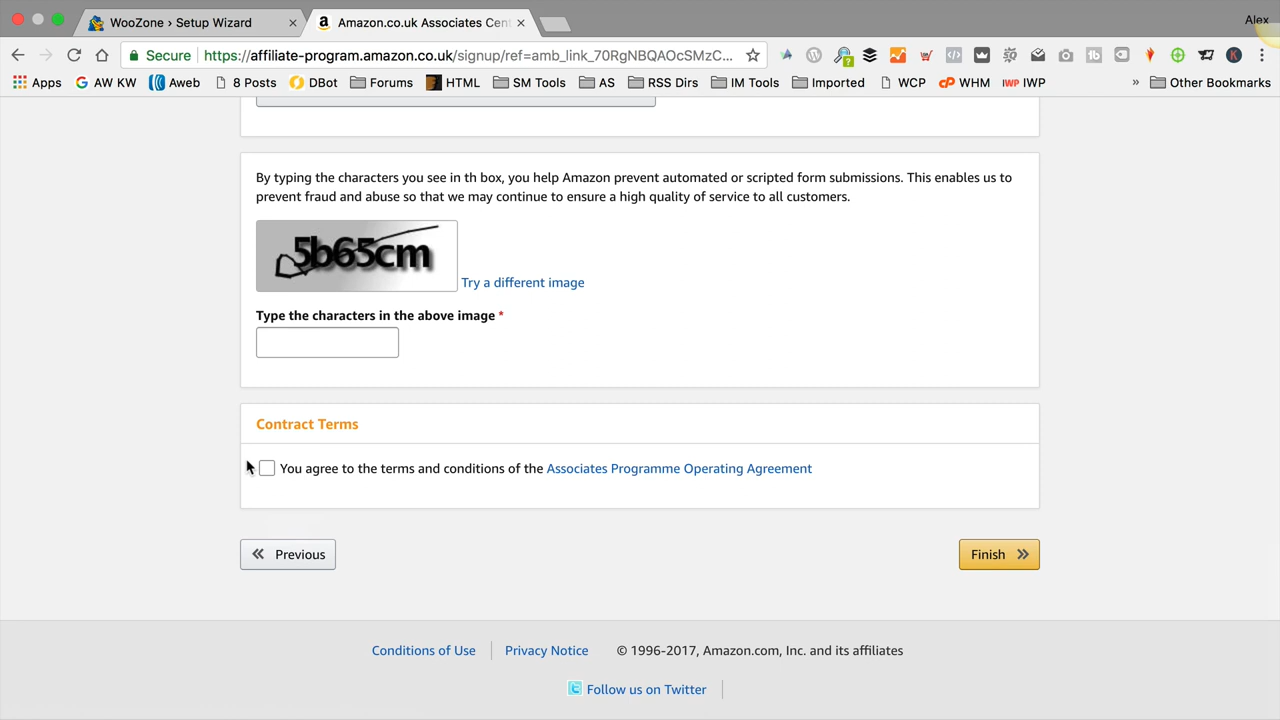 WooZone › Setup Wizard
Amazon.co.uk Associates Cen
Alex
Secure https://affiliate-program.amazon.co.uk/signup/ref=amb_link_70RgNBQAOcSMzC...
Apps AW KW Aweb 8 Posts DBot Forums HTML SM Tools AS RSS Dirs IM Tools Imported WCP WHM IWP IWP » Other Bookmarks
By typing the characters you see in th box, you help Amazon prevent automated or scripted form submissions. This enables us to
prevent fraud and abuse so that we may continue to ensure a high quality of service to all customers.
5b65cm
Try a different image
Type the characters in the above image *
Contract Terms
You agree to the terms and conditions of the Associates Programme Operating Agreement
Previous
Finish
Conditions of Use Privacy Notice © 1996-2017, Amazon.com, Inc. and its affiliates
Follow us on Twitter